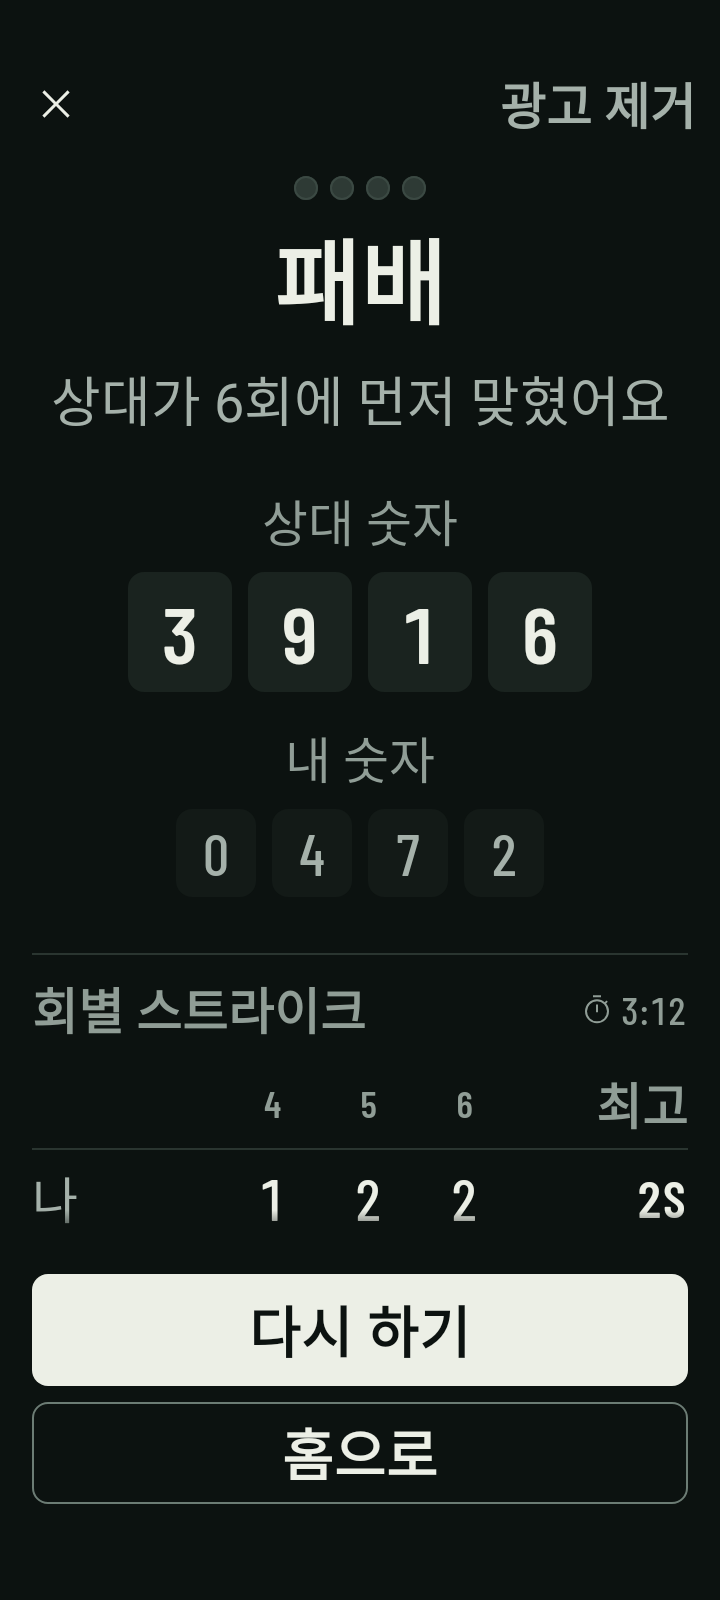 광고 제거
패배
상대가 6회에 먼저 맞혔어요
상대 숫자
3 9 1 6
내 숫자
0 4 7 2
회별 스트라이크 3:12
4 5 6 최고
나 1 2 2 2S
다시 하기
홈으로